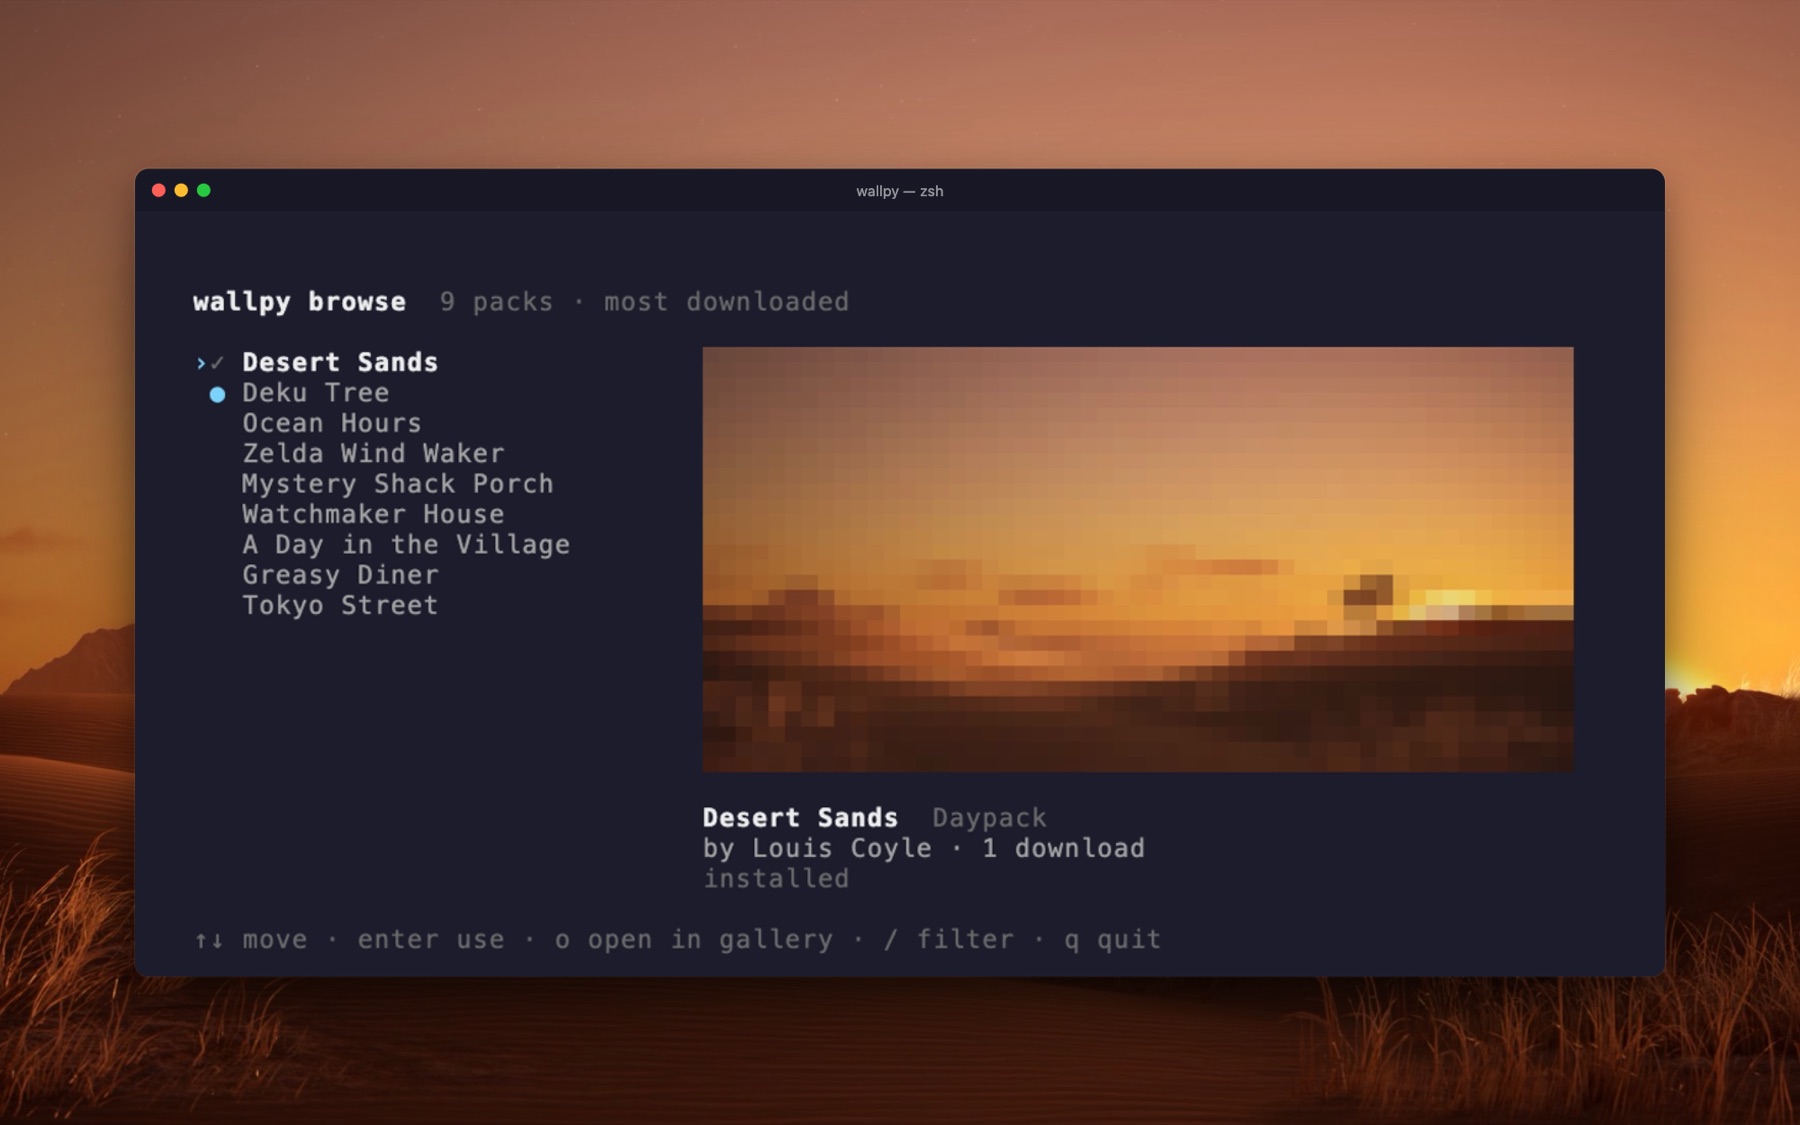 wallpy — zsh
wallpy browse 9 packs · most downloaded
›✓ Desert Sands
● Deku Tree
Ocean Hours
Zelda Wind Waker
Mystery Shack Porch
Watchmaker House
A Day in the Village
Greasy Diner
Tokyo Street
Desert Sands Daypack
by Louis Coyle · 1 download
installed
↑↓ move · enter use · o open in gallery · / filter · q quit